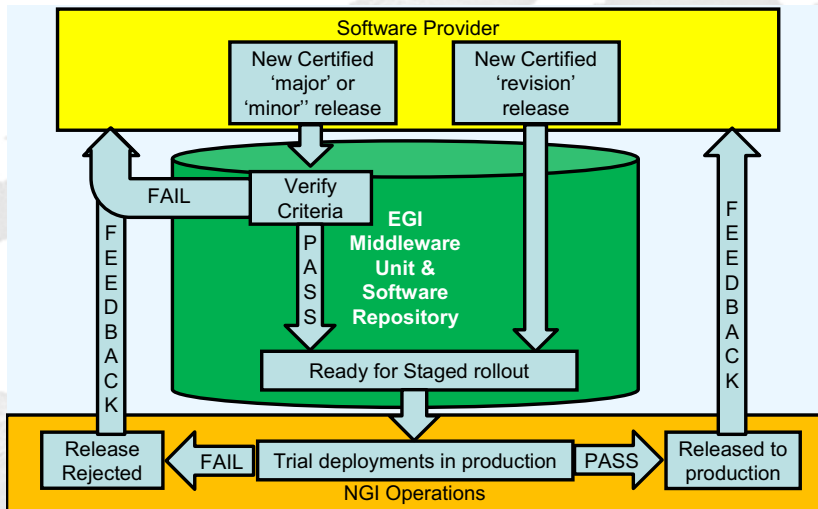 Software Provider
New Certified
‘major’ or
‘minor’’ release
New Certified
‘revision’
release
FAIL
Verify
Criteria
PASS
EGI
Middleware
Unit &
Software
Repository
FEEDBACK
FEEDBACK
Ready for Staged rollout
Release
Rejected
FAIL
Trial deployments in production
PASS
Released to
production
NGI Operations